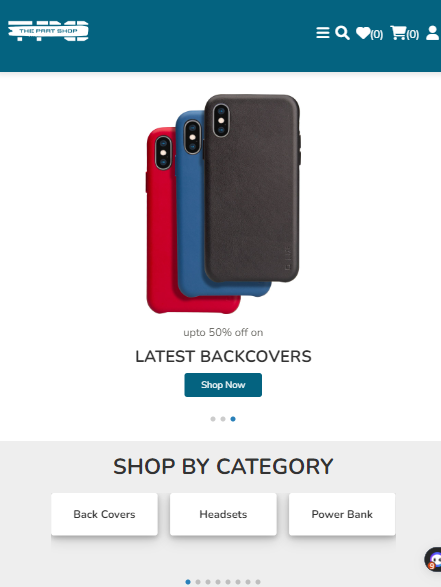 THE PART SHOP
(0)
(0)
upto 50% off on
LATEST BACKCOVERS
Shop Now
SHOP BY CATEGORY
Back Covers
Headsets
Power Bank
9